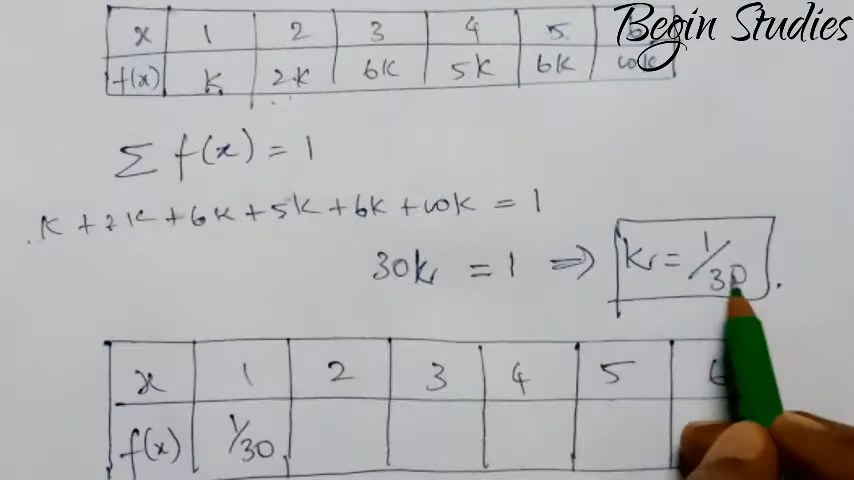 Begin Studies
x 1 2 3 4 5
f(x) K 2K 6K 5K 6K 10K
Σ f(x) = 1
K + 2K + 6K + 5K + 6K + 10K = 1
30K = 1 ⇒ K = 1/30.
x 1 2 3 4 5 6
f(x) 1/30